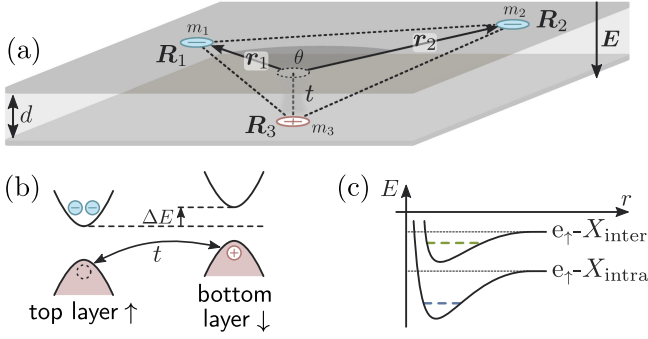 (a)
m₁
m₂
R₁
R₂
r₁
r₂
θ
E
t
d
R₃
m₃
(b)
ΔE
t
top layer ↑
bottom
layer ↓
(c)
E
r
e↑-X_inter
e↑-X_intra